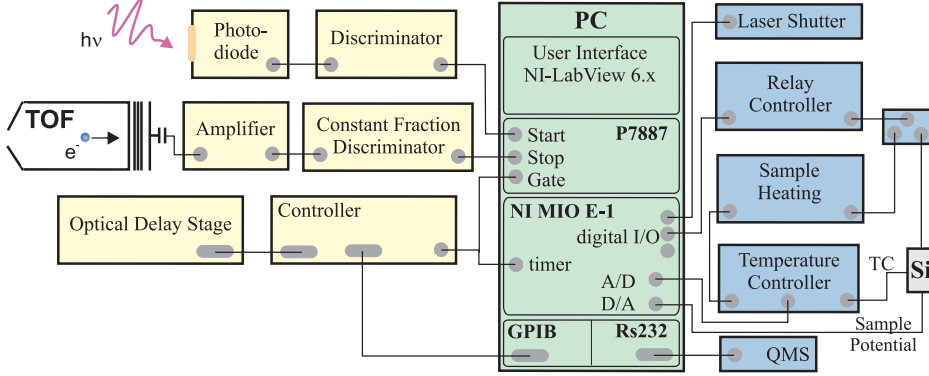 PC
Laser Shutter
hν
Photo-
diode
Discriminator
User Interface
NI-LabView 6.x
Relay
Controller
TOF
e-
Amplifier
Constant Fraction
Discriminator
P7887
Start
Stop
Gate
Sample
Heating
Optical Delay Stage
Controller
NI MIO E-1
digital I/O
timer
A/D
D/A
Temperature
Controller
TC
Si
Sample
Potential
GPIB
Rs232
QMS